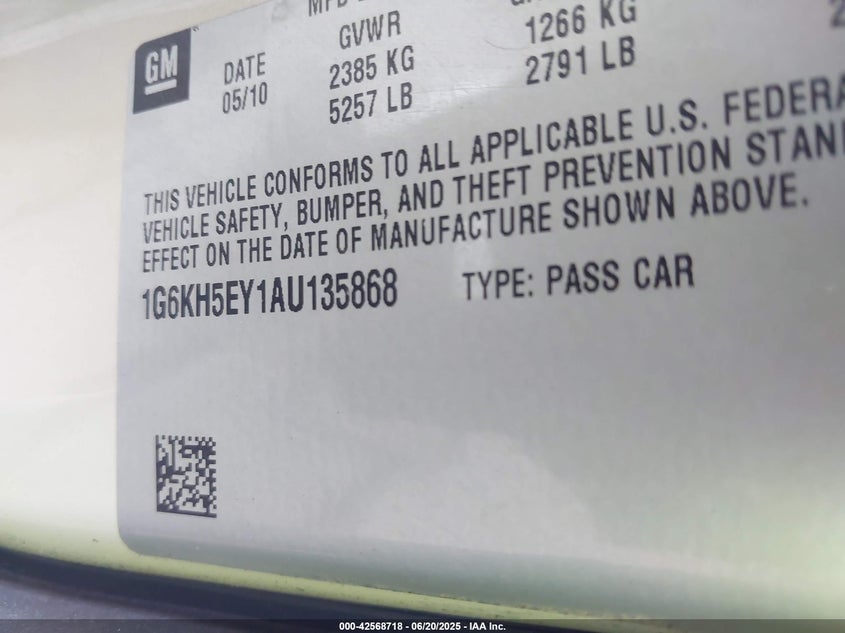 GM
DATE
05/10
GVWR
2385 KG
5257 LB
1266 KG
2791 LB
THIS VEHICLE CONFORMS TO ALL APPLICABLE U.S. FEDERA
VEHICLE SAFETY, BUMPER, AND THEFT PREVENTION STAN
EFFECT ON THE DATE OF MANUFACTURE SHOWN ABOVE.
1G6KH5EY1AU135868 TYPE: PASS CAR
000-42568718 - 06/20/2025 - IAA Inc.